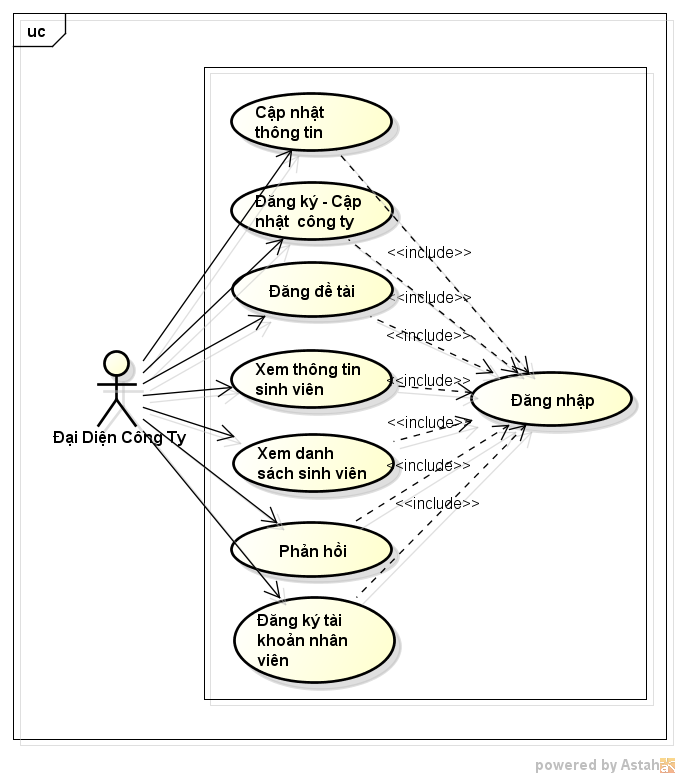 uc
Cập nhật
thông tin
Đăng ký - Cập
nhật công ty
<<include>>
Đăng đề tài
<<include>>
<<include>>
Xem thông tin
sinh viên
<<include>>
Đăng nhập
<<include>>
Đại Diện Công Ty
Xem danh
sách sinh viên
<<include>>
<<include>>
Phản hồi
Đăng ký tài
khoản nhân
viên
powered by Astah